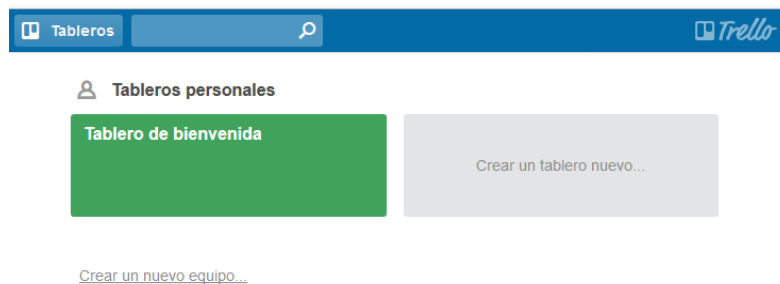 Tableros
Trello
Tableros personales
Tablero de bienvenida
Crear un tablero nuevo...
Crear un nuevo equipo...